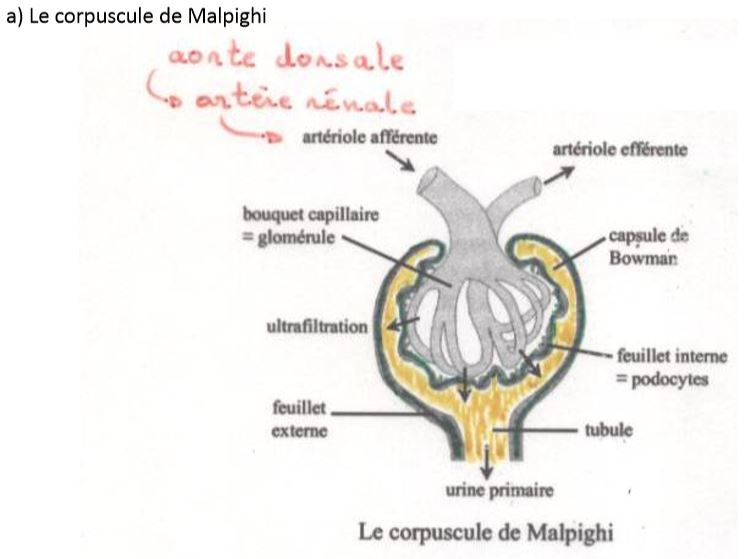 a) Le corpuscule de Malpighi
aorte dorsale
artère rénale
artériole afférente
artériole efférente
bouquet capillaire
= glomérule
capsule de
Bowman
ultrafiltration
feuillet interne
= podocytes
feuillet
externe
tubule
urine primaire
Le corpuscule de Malpighi